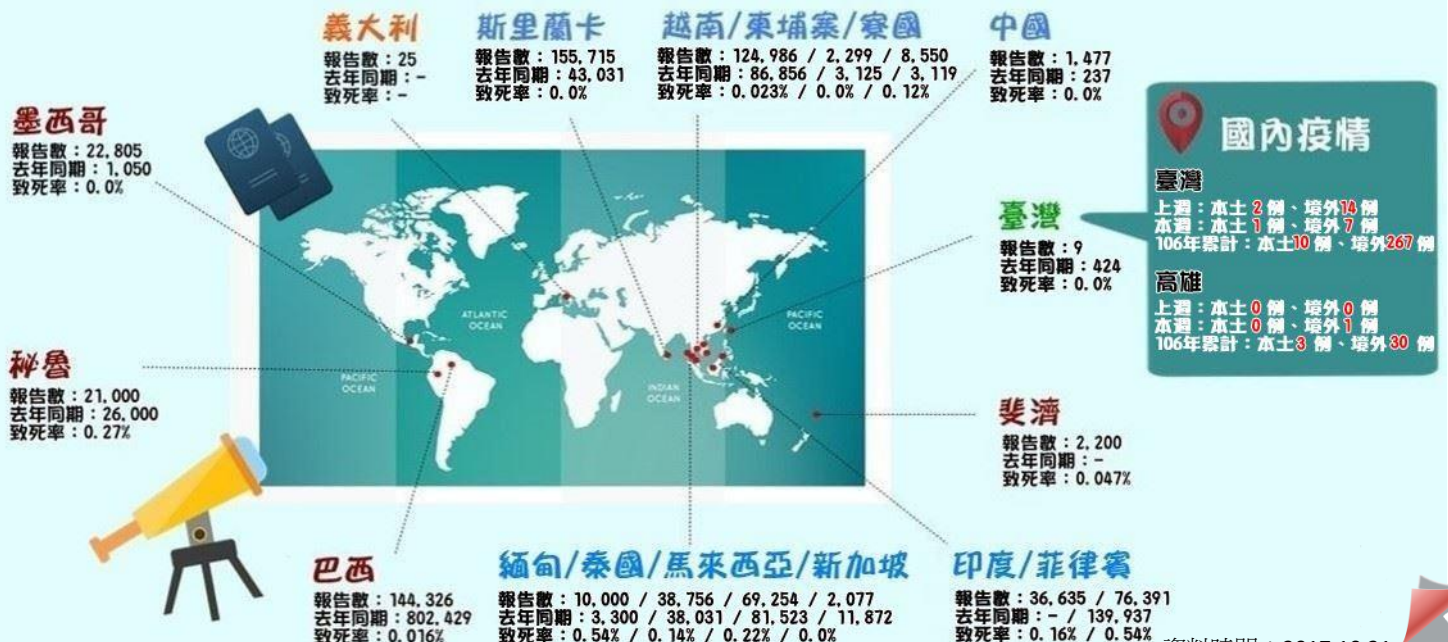 義大利
報告數：25
去年同期：-
致死率：-
斯里蘭卡
報告數：155,715
去年同期：43,031
致死率：0.0%
越南/柬埔寨/寮國
報告數：124,986 / 2,299 / 8,550
去年同期：86,856 / 3,125 / 3,119
致死率：0.023% / 0.0% / 0.12%
中國
報告數：1,477
去年同期：237
致死率：0.0%
墨西哥
報告數：22,805
去年同期：1,050
致死率：0.0%
國內疫情
臺灣
上週：本土 2 例、境外14 例
本週：本土 1 例、境外 7 例
106年累計：本土10 例、境外267 例
高雄
上週：本土 0 例、境外 0 例
本週：本土 0 例、境外 1 例
106年累計：本土3 例、境外30 例
臺灣
報告數：9
去年同期：424
致死率：0.0%
ATLANTIC OCEAN
PACIFIC OCEAN
PACIFIC OCEAN
INDIAN OCEAN
秘魯
報告數：21,000
去年同期：26,000
致死率：0.27%
斐濟
報告數：2,200
去年同期：-
致死率：0.047%
巴西
報告數：144,326
去年同期：802,429
致死率：0.016%
緬甸/泰國/馬來西亞/新加坡
報告數：10,000 / 38,756 / 69,254 / 2,077
去年同期：3,300 / 38,031 / 81,523 / 11,872
致死率：0.54% / 0.14% / 0.22% / 0.0%
印度/菲律賓
報告數：36,635 / 76,391
去年同期：- / 139,937
致死率：0.16% / 0.54%